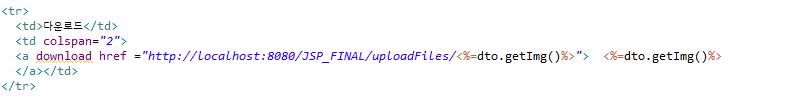 <tr>
<td>다운로드</td>
<td colspan="2">
<a download href ="http://localhost:8080/JSP_FINAL/uploadFiles/<%=dto.getImg()%>"> <%=dto.getImg()%>
</a></td>
</tr>